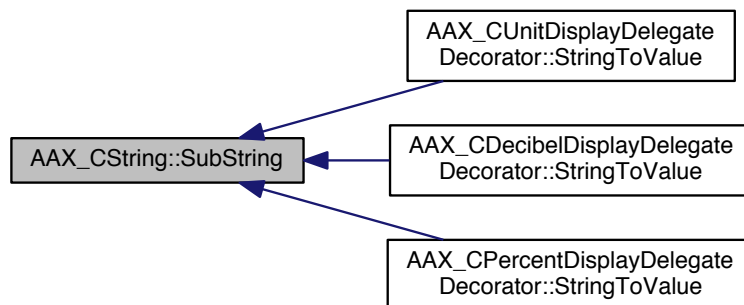 AAX_CUnitDisplayDelegate
Decorator::StringToValue
AAX_CString::SubString
AAX_CDecibelDisplayDelegate
Decorator::StringToValue
AAX_CPercentDisplayDelegate
Decorator::StringToValue